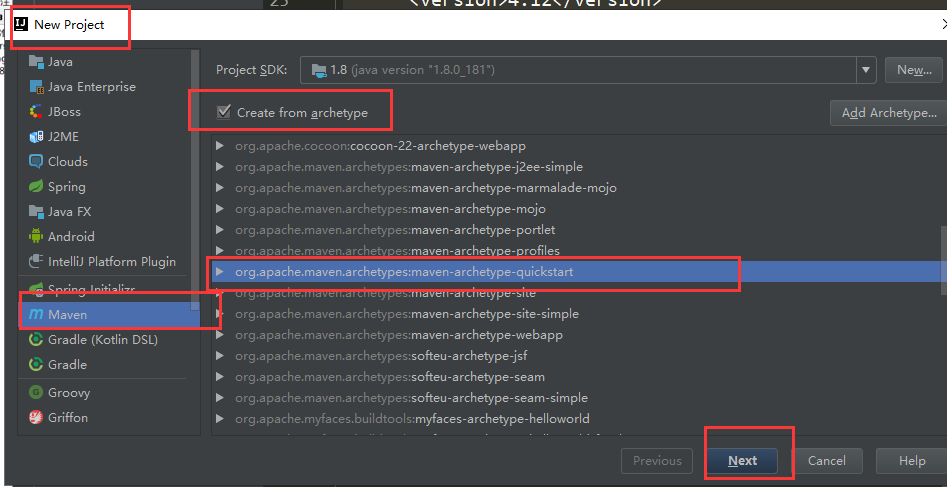 25
<version>4.12</version>
New Project
Java
Java Enterprise
JBoss
J2ME
Clouds
Spring
Java FX
Android
IntelliJ Platform Plugin
Spring Initializr
Maven
Gradle (Kotlin DSL)
Gradle
Groovy
Griffon
Project SDK: 1.8 (java version "1.8.0_181") New...
Create from archetype Add Archetype...
org.apache.cocoon:cocoon-22-archetype-webapp
org.apache.maven.archetypes:maven-archetype-j2ee-simple
org.apache.maven.archetypes:maven-archetype-marmalade-mojo
org.apache.maven.archetypes:maven-archetype-mojo
org.apache.maven.archetypes:maven-archetype-portlet
org.apache.maven.archetypes:maven-archetype-profiles
org.apache.maven.archetypes:maven-archetype-quickstart
org.apache.maven.archetypes:maven-archetype-site
org.apache.maven.archetypes:maven-archetype-site-simple
org.apache.maven.archetypes:maven-archetype-webapp
org.apache.maven.archetypes:softeu-archetype-jsf
org.apache.maven.archetypes:softeu-archetype-seam
org.apache.maven.archetypes:softeu-archetype-seam-simple
org.apache.myfaces.buildtools:myfaces-archetype-helloworld
Previous Next Cancel Help